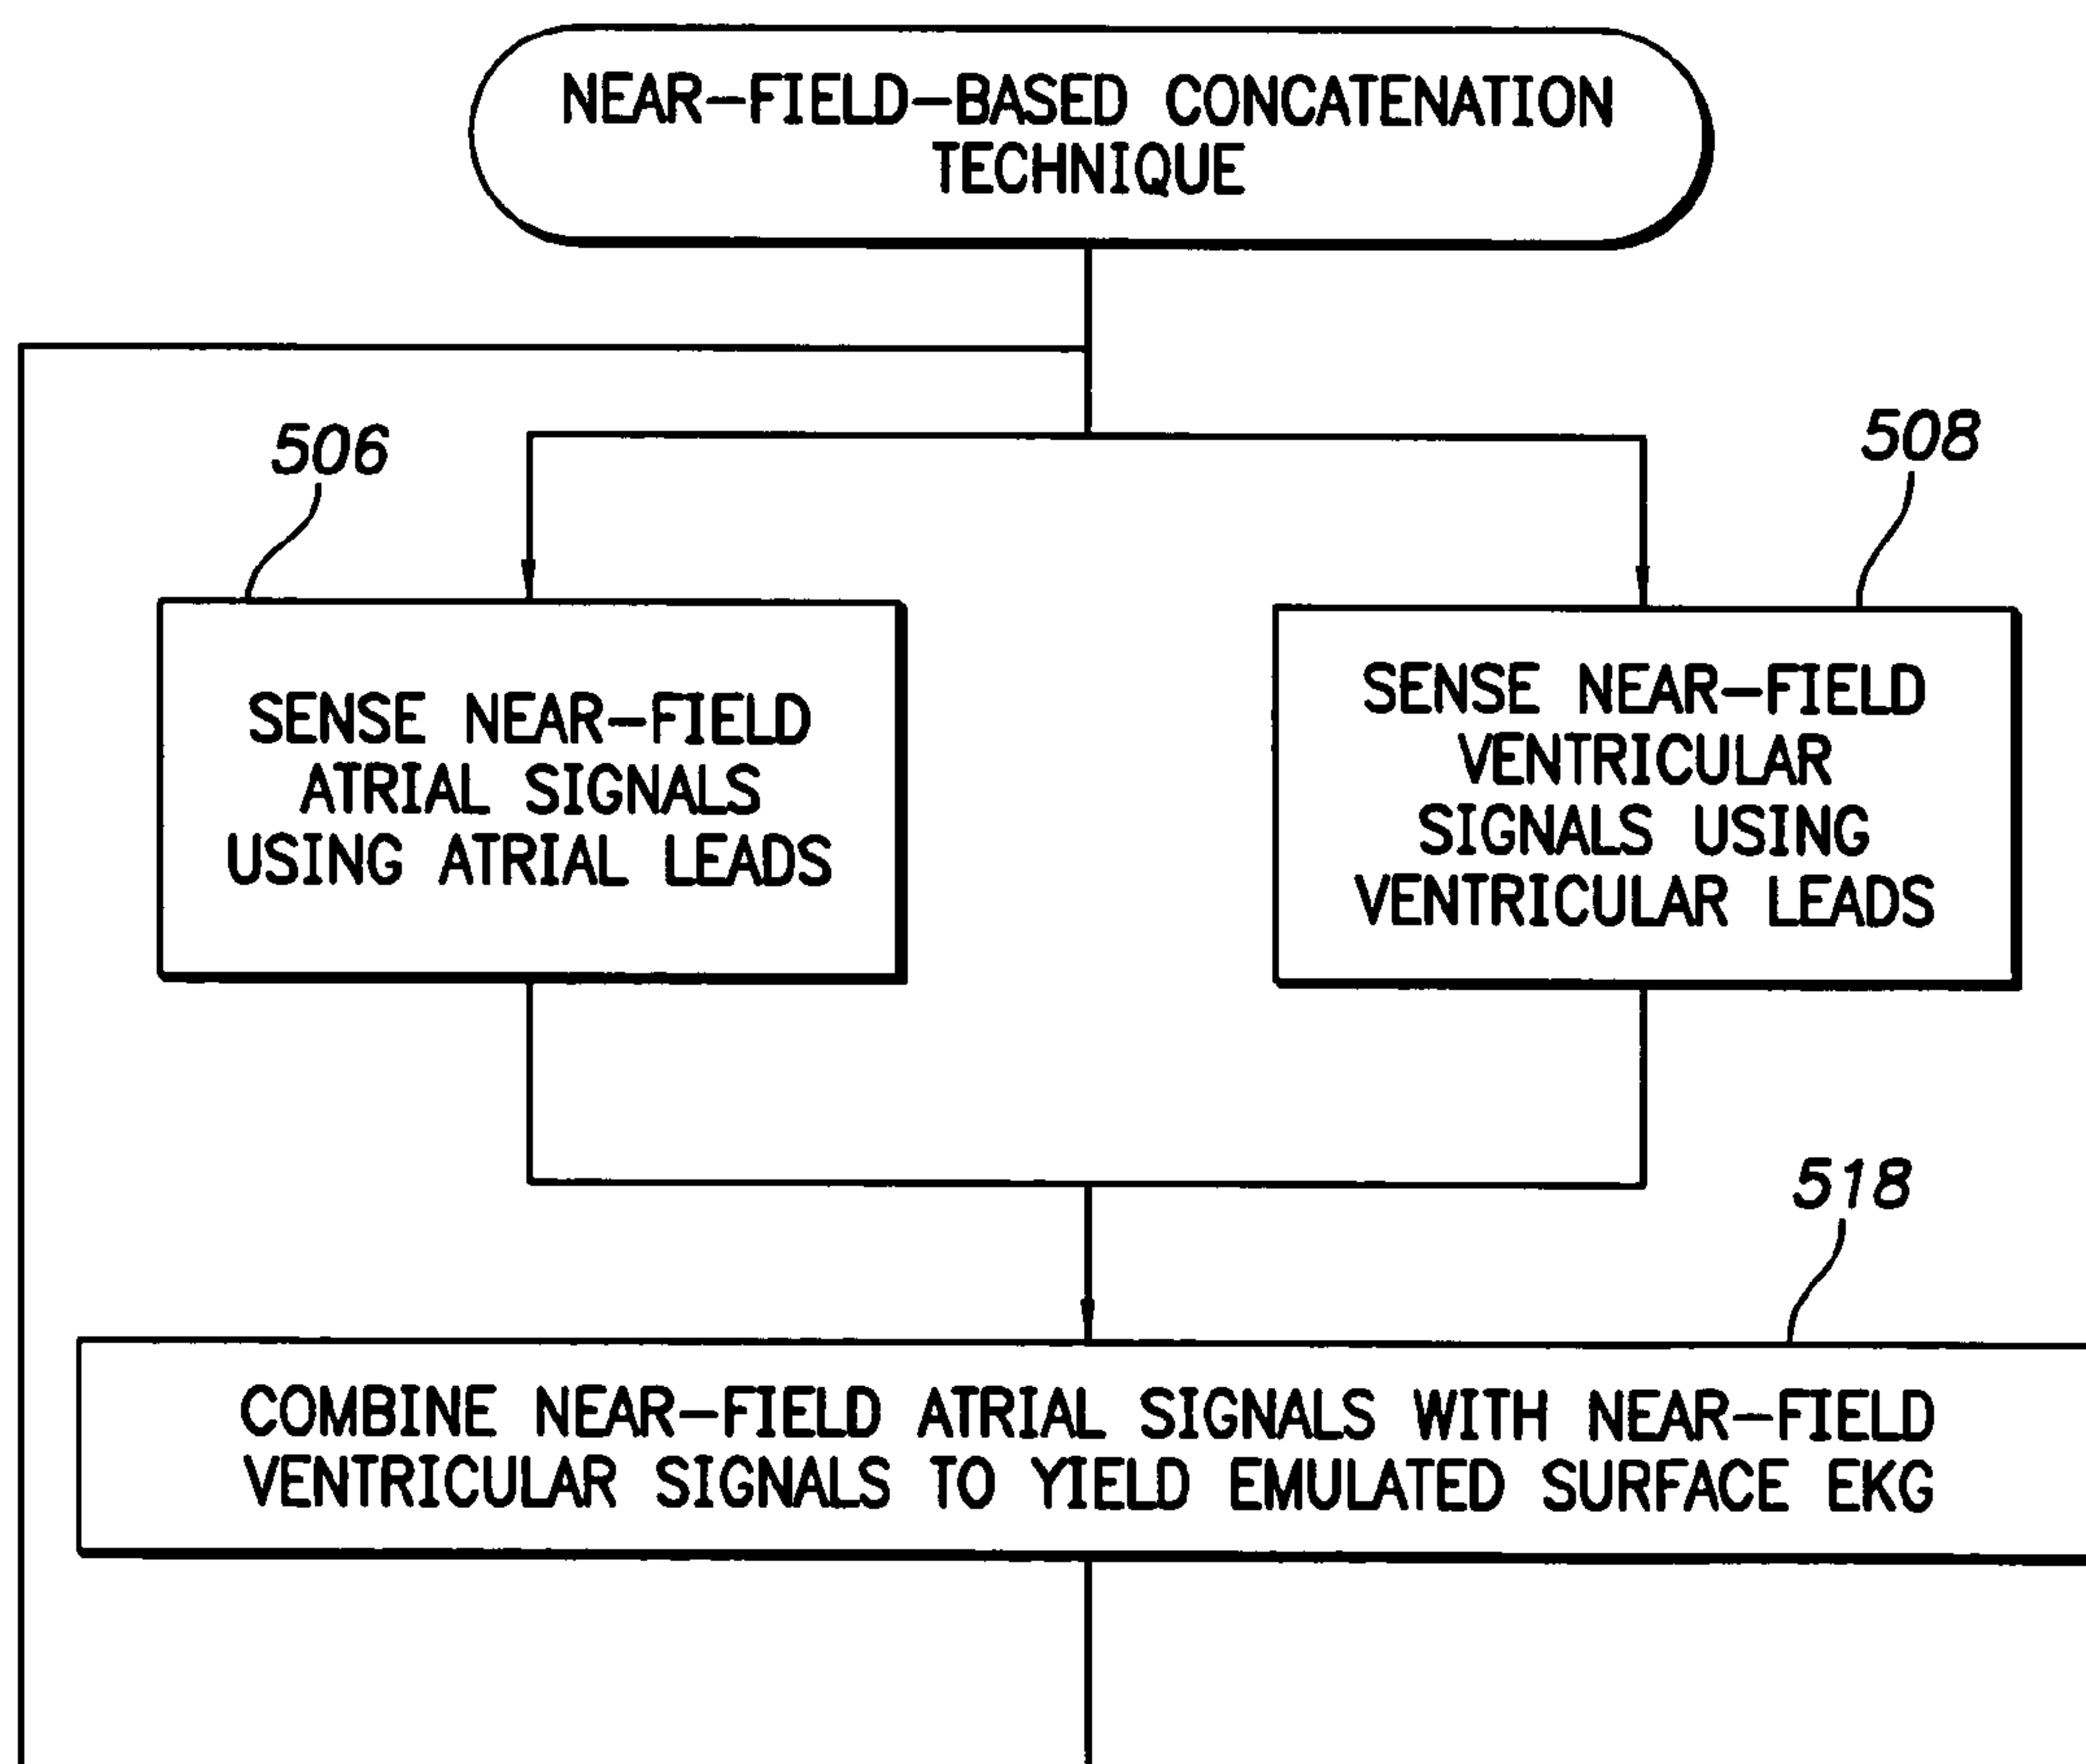 NEAR-FIELD-BASED CONCATENATION
TECHNIQUE
506
508
SENSE NEAR-FIELD
ATRIAL SIGNALS
USING ATRIAL LEADS
SENSE NEAR-FIELD
VENTRICULAR
SIGNALS USING
VENTRICULAR LEADS
518
COMBINE NEAR-FIELD ATRIAL SIGNALS WITH NEAR-FIELD
VENTRICULAR SIGNALS TO YIELD EMULATED SURFACE EKG